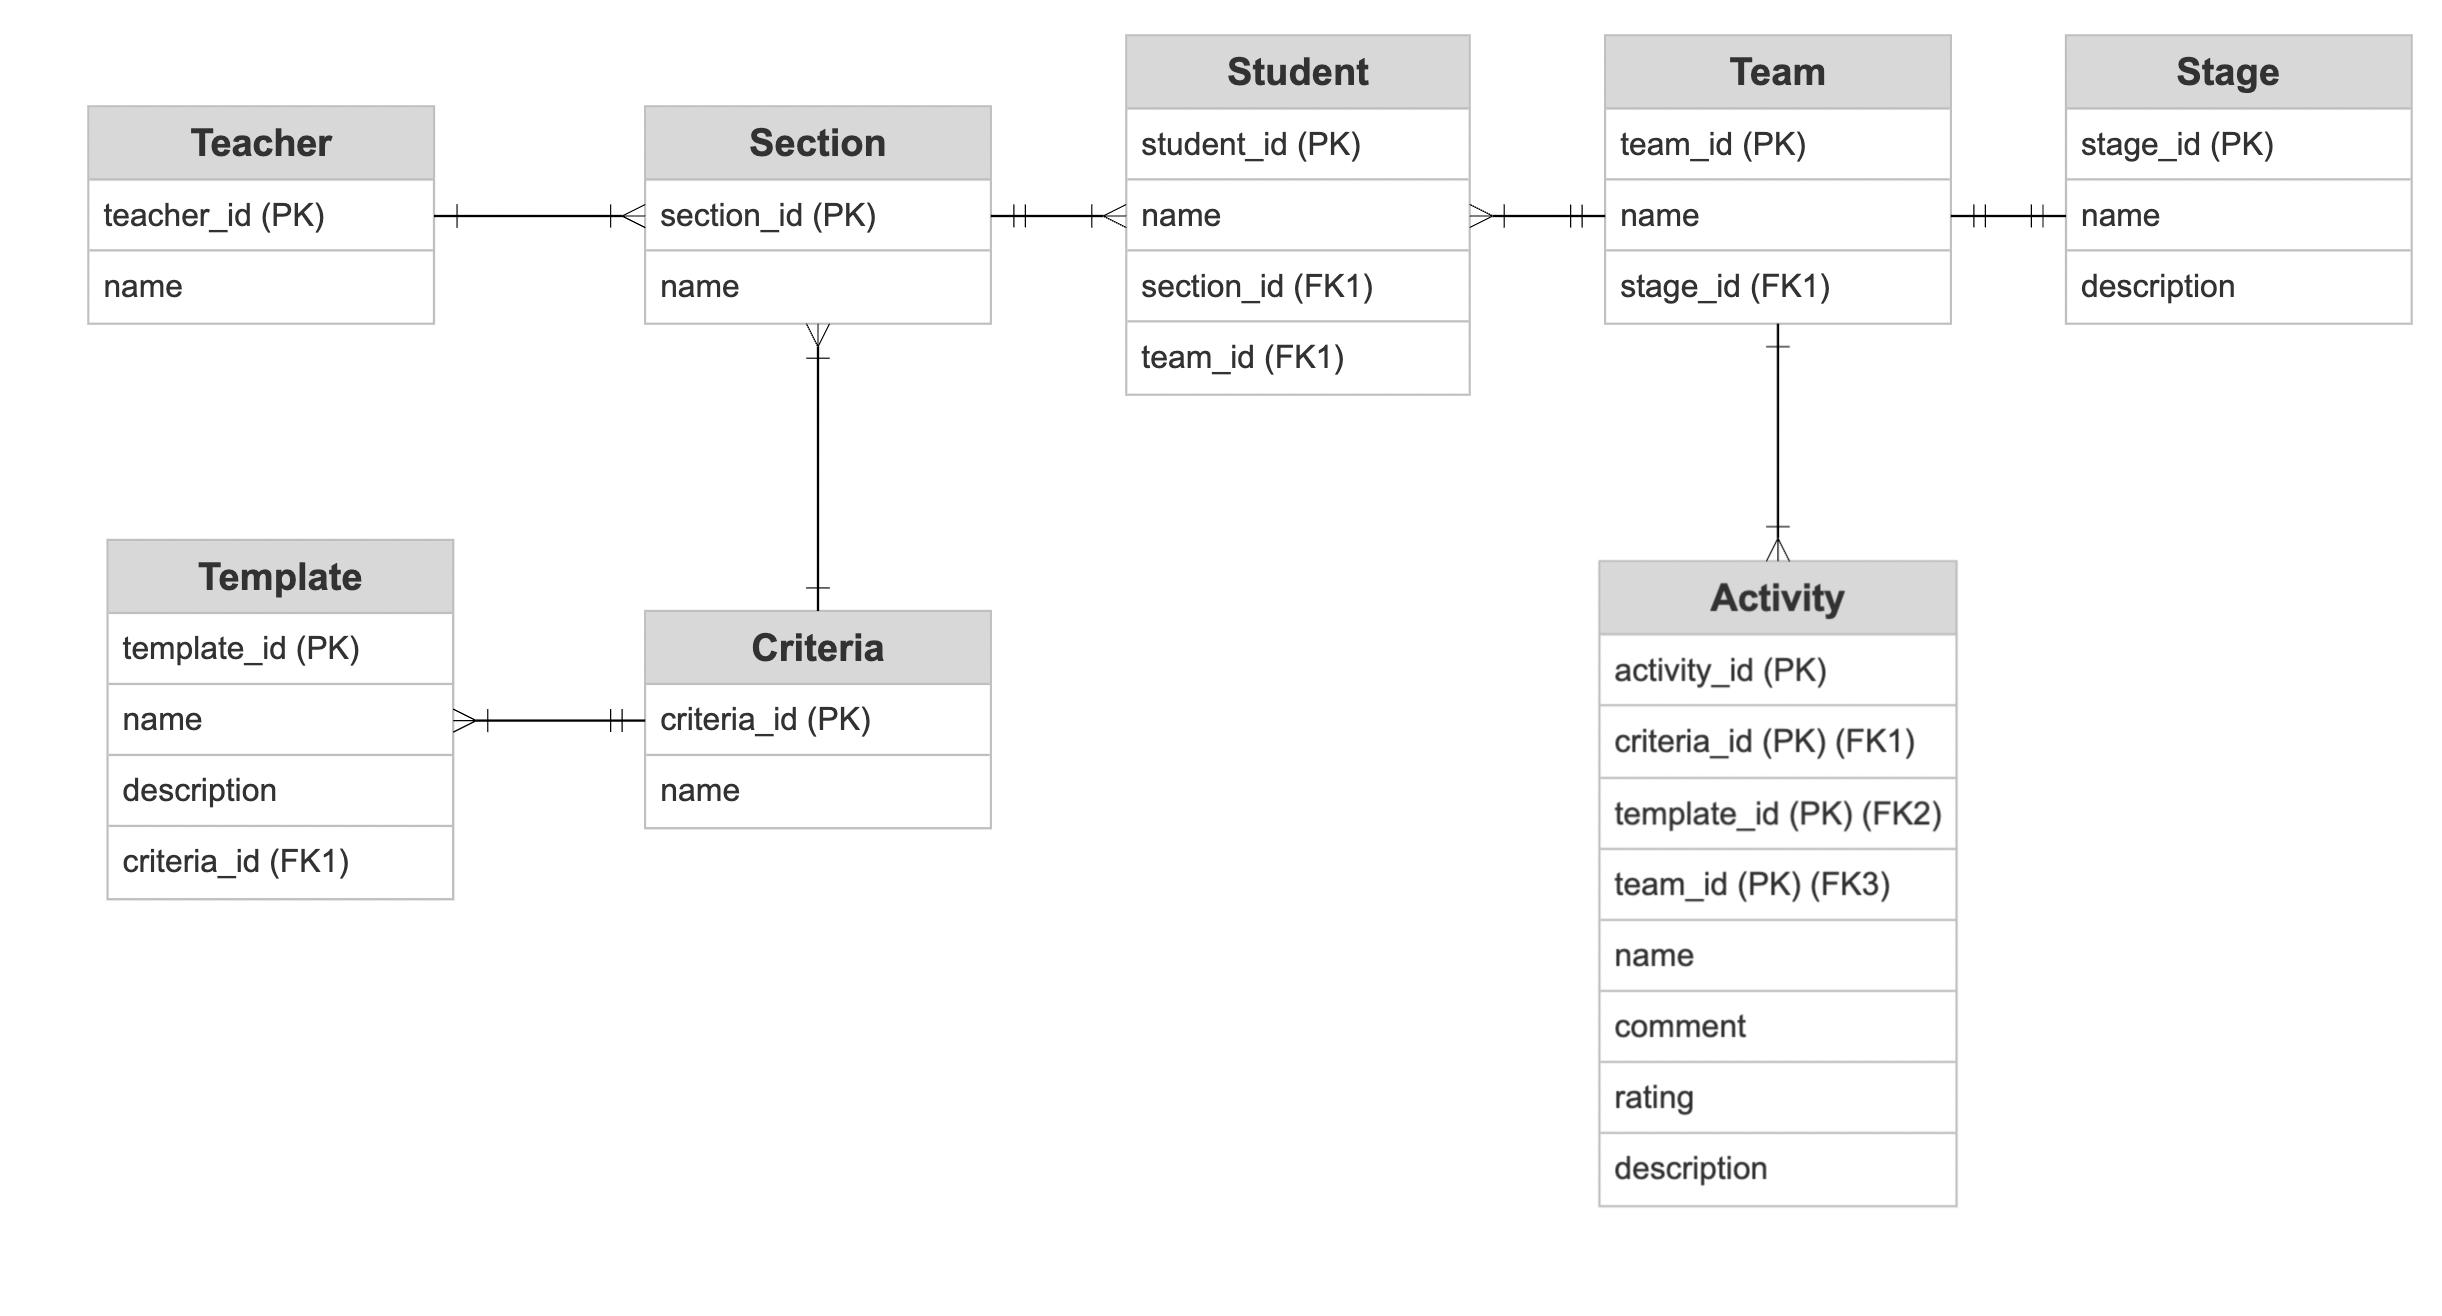 Teacher
teacher_id (PK)
name
Section
section_id (PK)
name
Student
student_id (PK)
name
section_id (FK1)
team_id (FK1)
Team
team_id (PK)
name
stage_id (FK1)
Stage
stage_id (PK)
name
description
Template
template_id (PK)
name
description
criteria_id (FK1)
Criteria
criteria_id (PK)
name
Activity
activity_id (PK)
criteria_id (PK) (FK1)
template_id (PK) (FK2)
team_id (PK) (FK3)
name
comment
rating
description